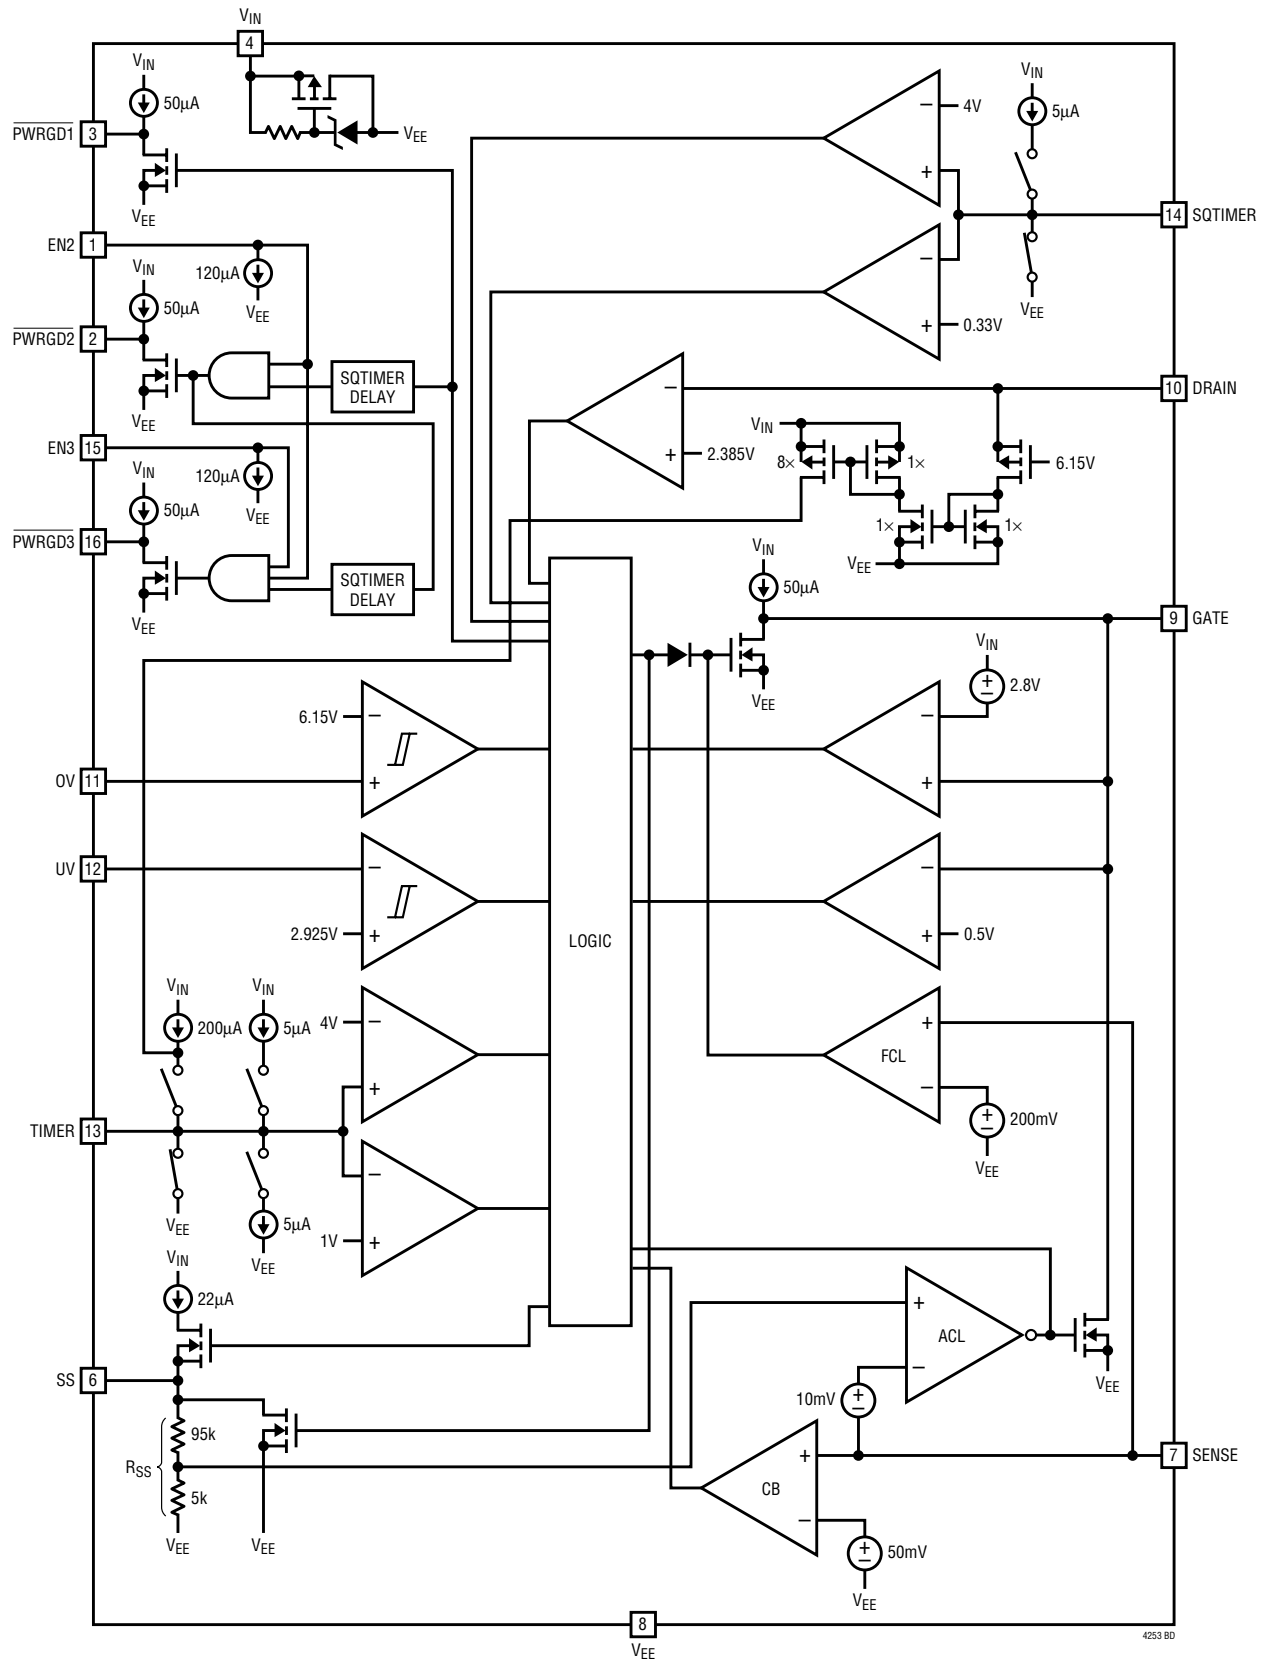 VIN
4
VIN
50µA
PWRGD1 3
VEE
VEE
4V
−
+
VIN
5µA
14 SQTIMER
EN2 1
VIN
120µA
50µA
VEE
−
+
0.33V
VEE
PWRGD2 2
SQTIMER
DELAY
VEE
−
+
2.385V
10 DRAIN
VIN
8×
1×
6.15V
EN3 15
VIN
120µA
50µA
VEE
PWRGD3 16
SQTIMER
DELAY
VEE
1×
1×
VEE
VIN
50µA
9 GATE
VEE
VIN
+
−
2.8V
6.15V
−
+
−
+
OV 11
UV 12
−
+
2.925V
LOGIC
−
+
0.5V
VIN
VIN
200µA
5µA
4V
−
+
FCL
+
−
+
−
200mV
VEE
TIMER 13
−
+
1V
VEE
5µA
VEE
VIN
22µA
+
−
ACL
VEE
SS 6
10mV
+
−
95k
RSS
5k
VEE
VEE
+
−
CB
7 SENSE
+
−
50mV
VEE
8
VEE
4253 BD